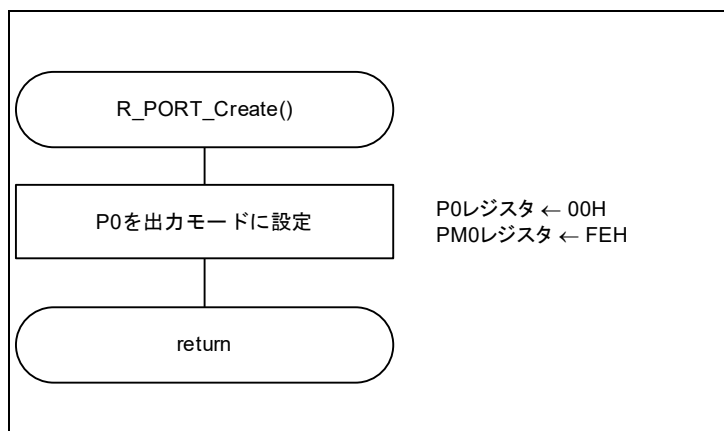 R_PORT_Create()
P0を出力モードに設定
P0レジスタ ← 00H
PM0レジスタ ← FEH
return